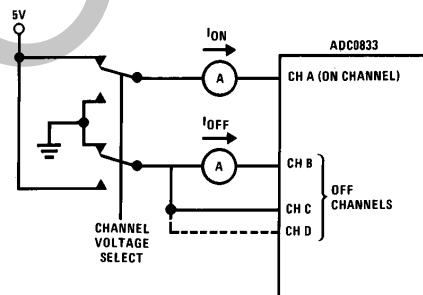 5V
ION
ADC0833
A
CH A (ON CHANNEL)
IOFF
A
CH B
CH C
CH D
OFF
CHANNELS
CHANNEL
VOLTAGE
SELECT